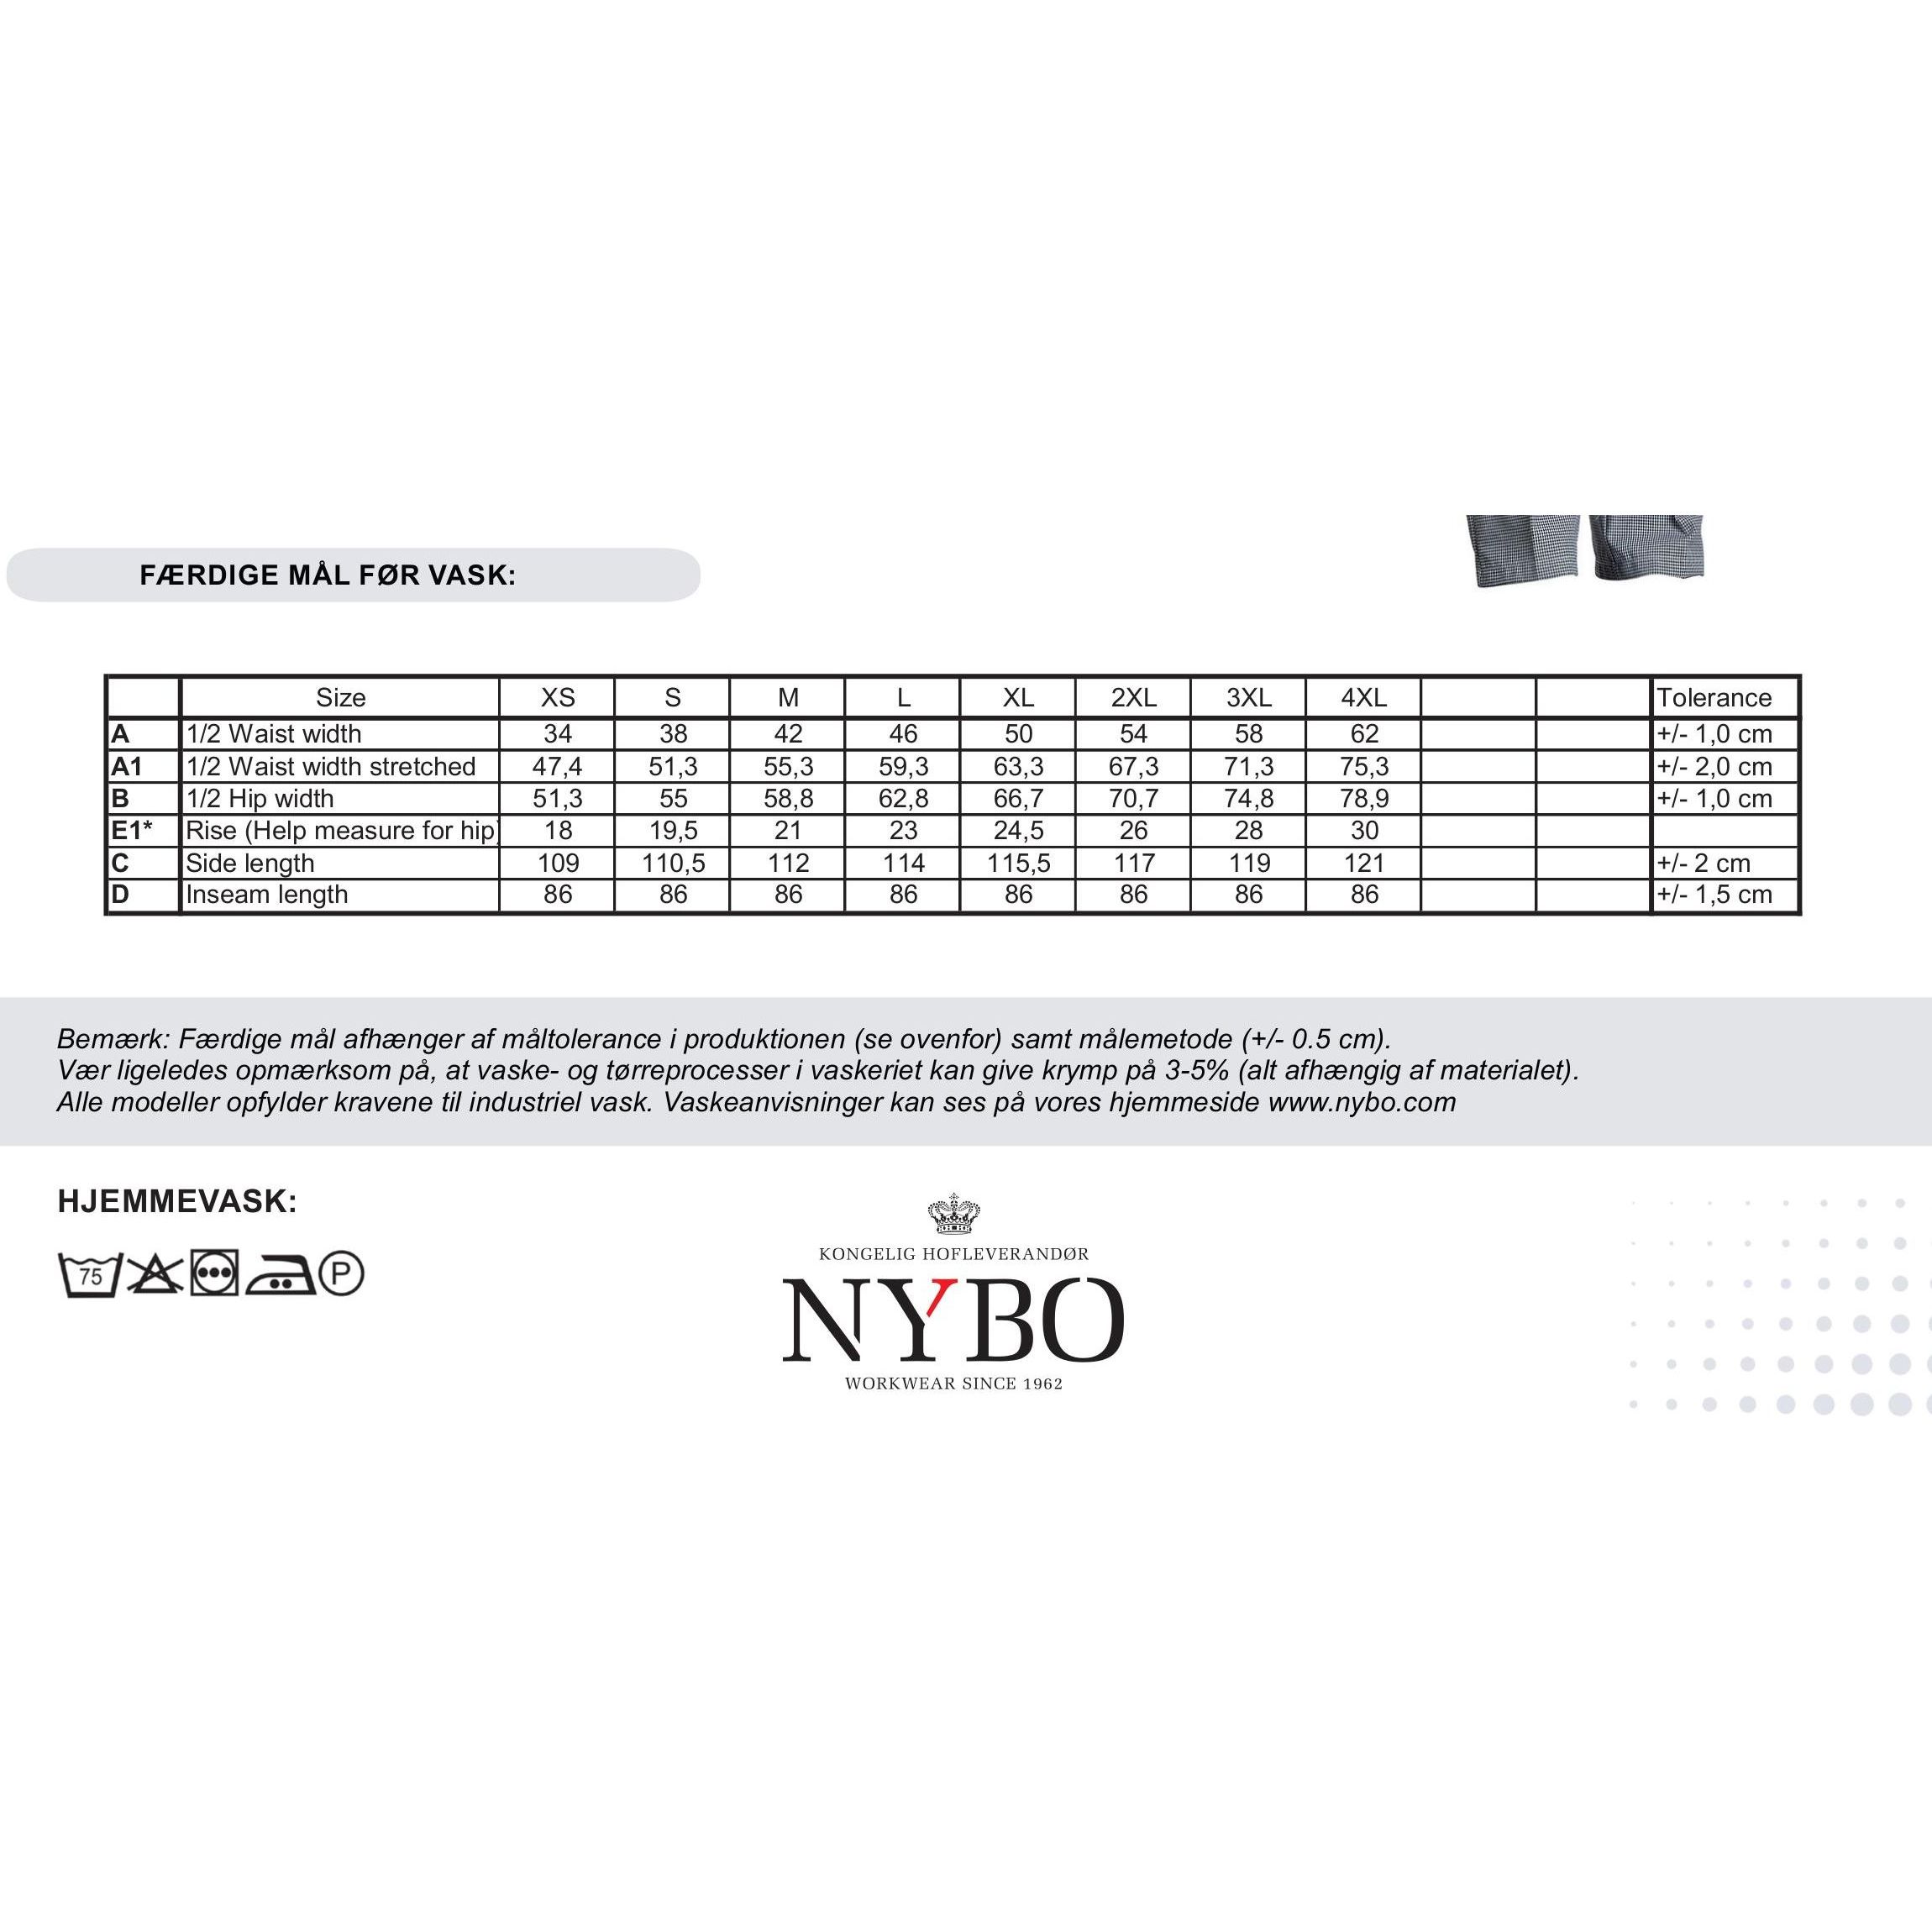 FÆRDIGE MÅL FØR VASK:
Size XS S M L XL 2XL 3XL 4XL Tolerance
A 1/2 Waist width 34 38 42 46 50 54 58 62 +/- 1,0 cm
A1 1/2 Waist width stretched 47,4 51,3 55,3 59,3 63,3 67,3 71,3 75,3 +/- 2,0 cm
B 1/2 Hip width 51,3 55 58,8 62,8 66,7 70,7 74,8 78,9 +/- 1,0 cm
E1* Rise (Help measure for hip) 18 19,5 21 23 24,5 26 28 30
C Side length 109 110,5 112 114 115,5 117 119 121 +/- 2 cm
D Inseam length 86 86 86 86 86 86 86 86 +/- 1,5 cm
Bemærk: Færdige mål afhænger af måltolerance i produktionen (se ovenfor) samt målemetode (+/- 0.5 cm).
Vær ligeledes opmærksom på, at vaske- og tørreprocesser i vaskeriet kan give krymp på 3-5% (alt afhængig af materialet).
Alle modeller opfylder kravene til industriel vask. Vaskeanvisninger kan ses på vores hjemmeside www.nybo.com
HJEMMEVASK:
75 P
KONGELIG HOFLEVERANDØR
NYBO
WORKWEAR SINCE 1962